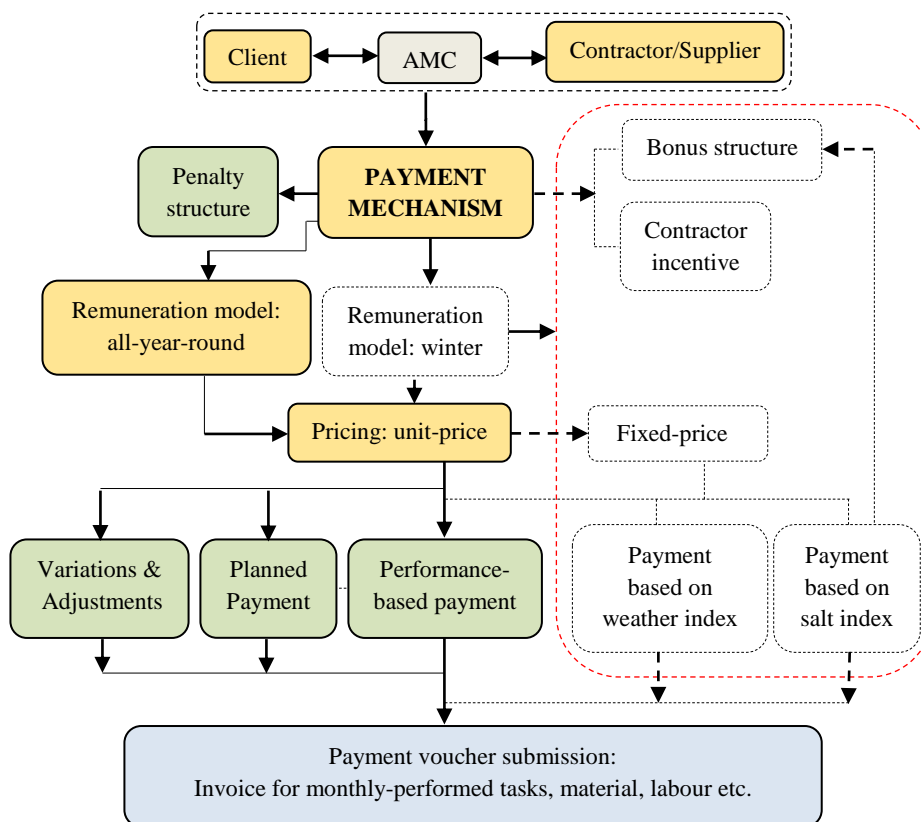 Client
AMC
Contractor/Supplier
Penalty
structure
PAYMENT
MECHANISM
Bonus structure
Contractor
incentive
Remuneration model:
all-year-round
Remuneration
model: winter
Pricing: unit-price
Fixed-price
Variations &
Adjustments
Planned
Payment
Performance-
based payment
Payment
based on
weather index
Payment
based on
salt index
Payment voucher submission:
Invoice for monthly-performed tasks, material, labour etc.